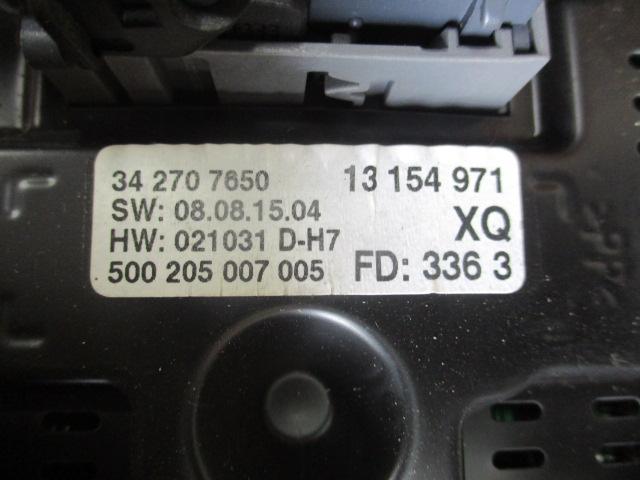 34 270 7650 13 154 971
SW: 08.08.15.04 XQ
HW: 021031 D-H7
500 205 007 005 FD: 336 3